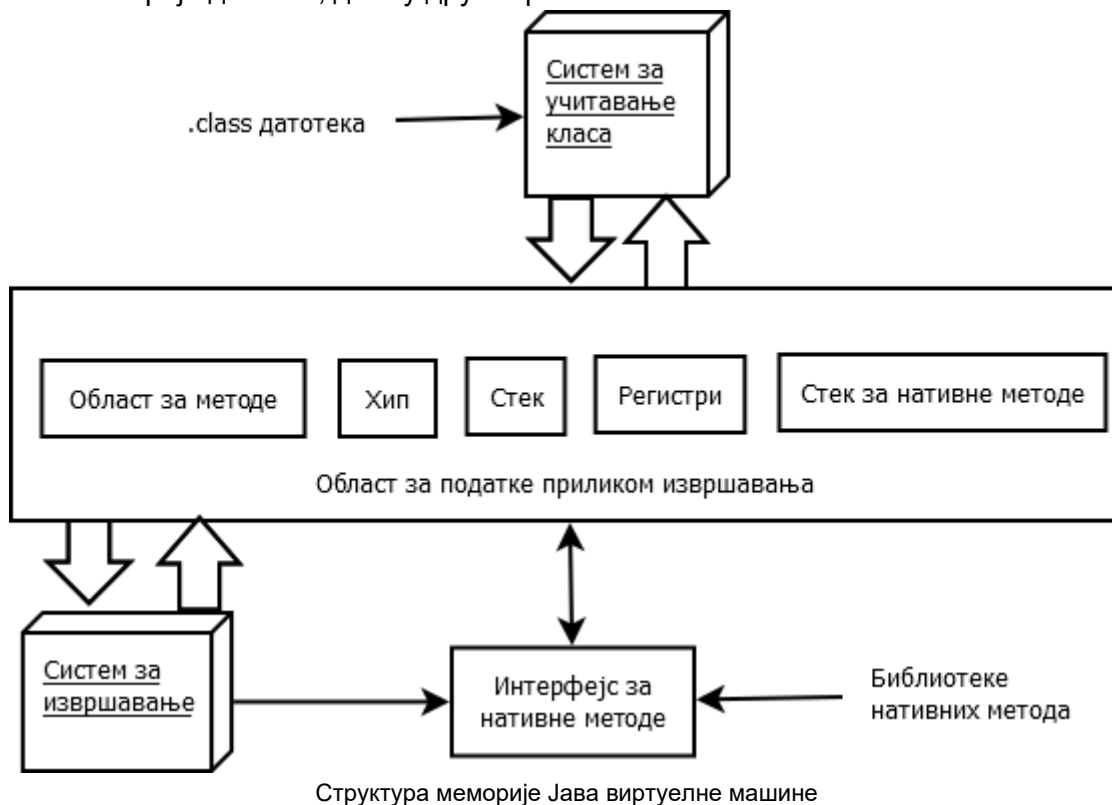 Систем за
учитавање
класа
.class датотека
Област за методе
Хип
Стек
Регистри
Стек за нативне методе
Област за податке приликом извршавања
Систем за
извршавање
Интерфејс за
нативне методе
Библиотеке
нативних метода
Структура меморије Јава виртуелне машине